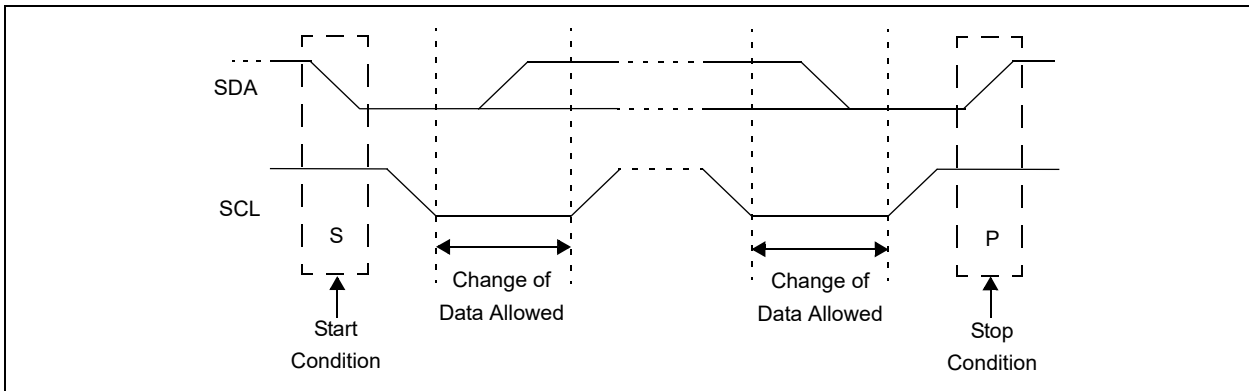 SDA
SCL
S
P
Change of
Data Allowed
Change of
Data Allowed
Start
Condition
Stop
Condition